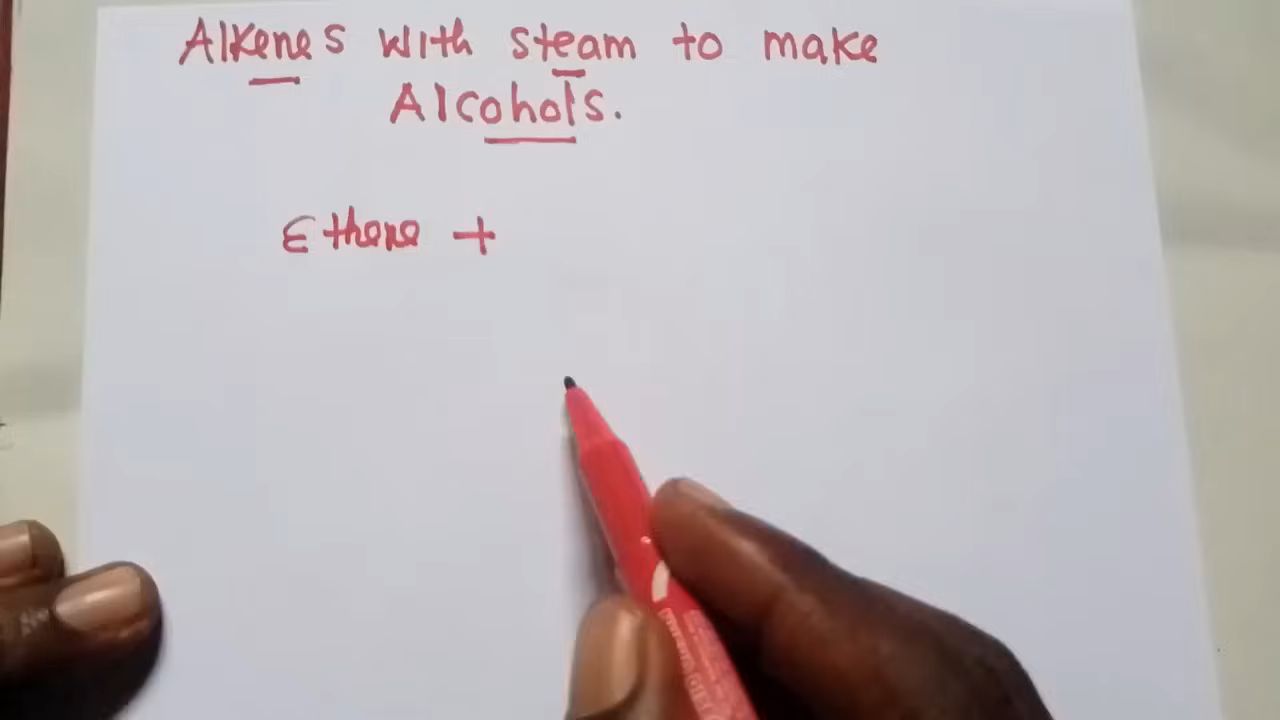 Alkenes with steam to make
Alcohols.
Ethene +